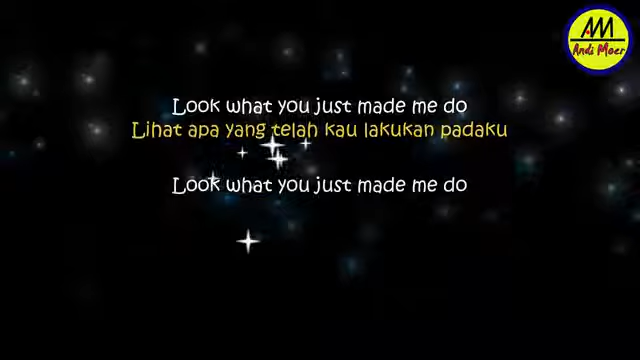 AM
Andi Moer
Look what you just made me do
Lihat apa yang telah kau lakukan padaku
Look what you just made me do